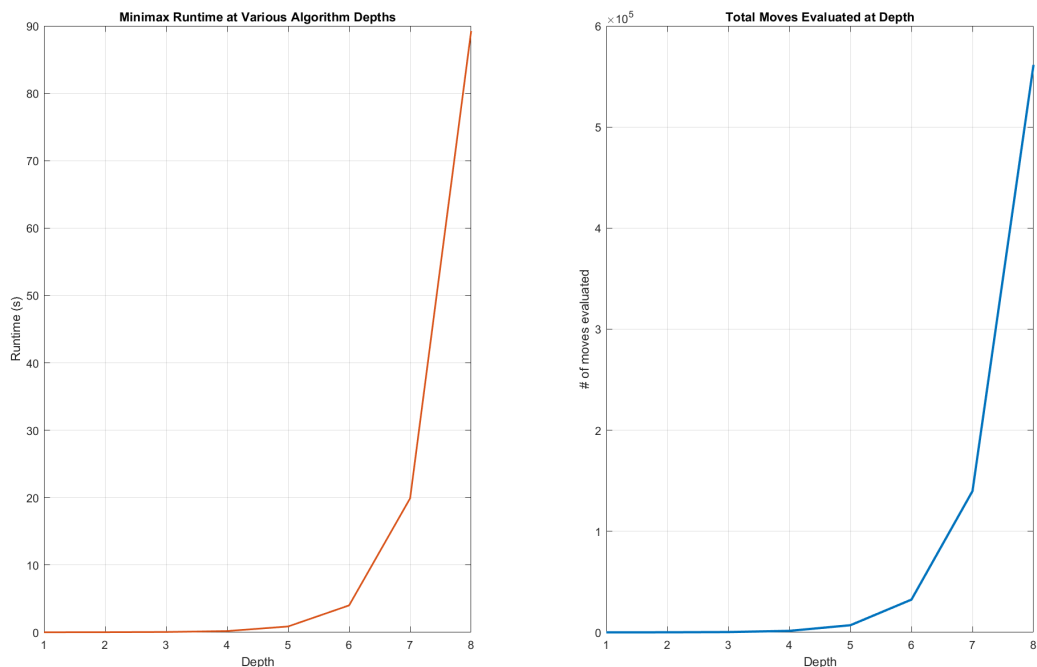 Minimax Runtime at Various Algorithm Depths
90
80
70
60
50
40
30
20
10
0
Runtime (s)
1 2 3 4 5 6 7 8
Depth
Total Moves Evaluated at Depth
×10^5
6
5
4
3
2
1
0
# of moves evaluated
1 2 3 4 5 6 7 8
Depth